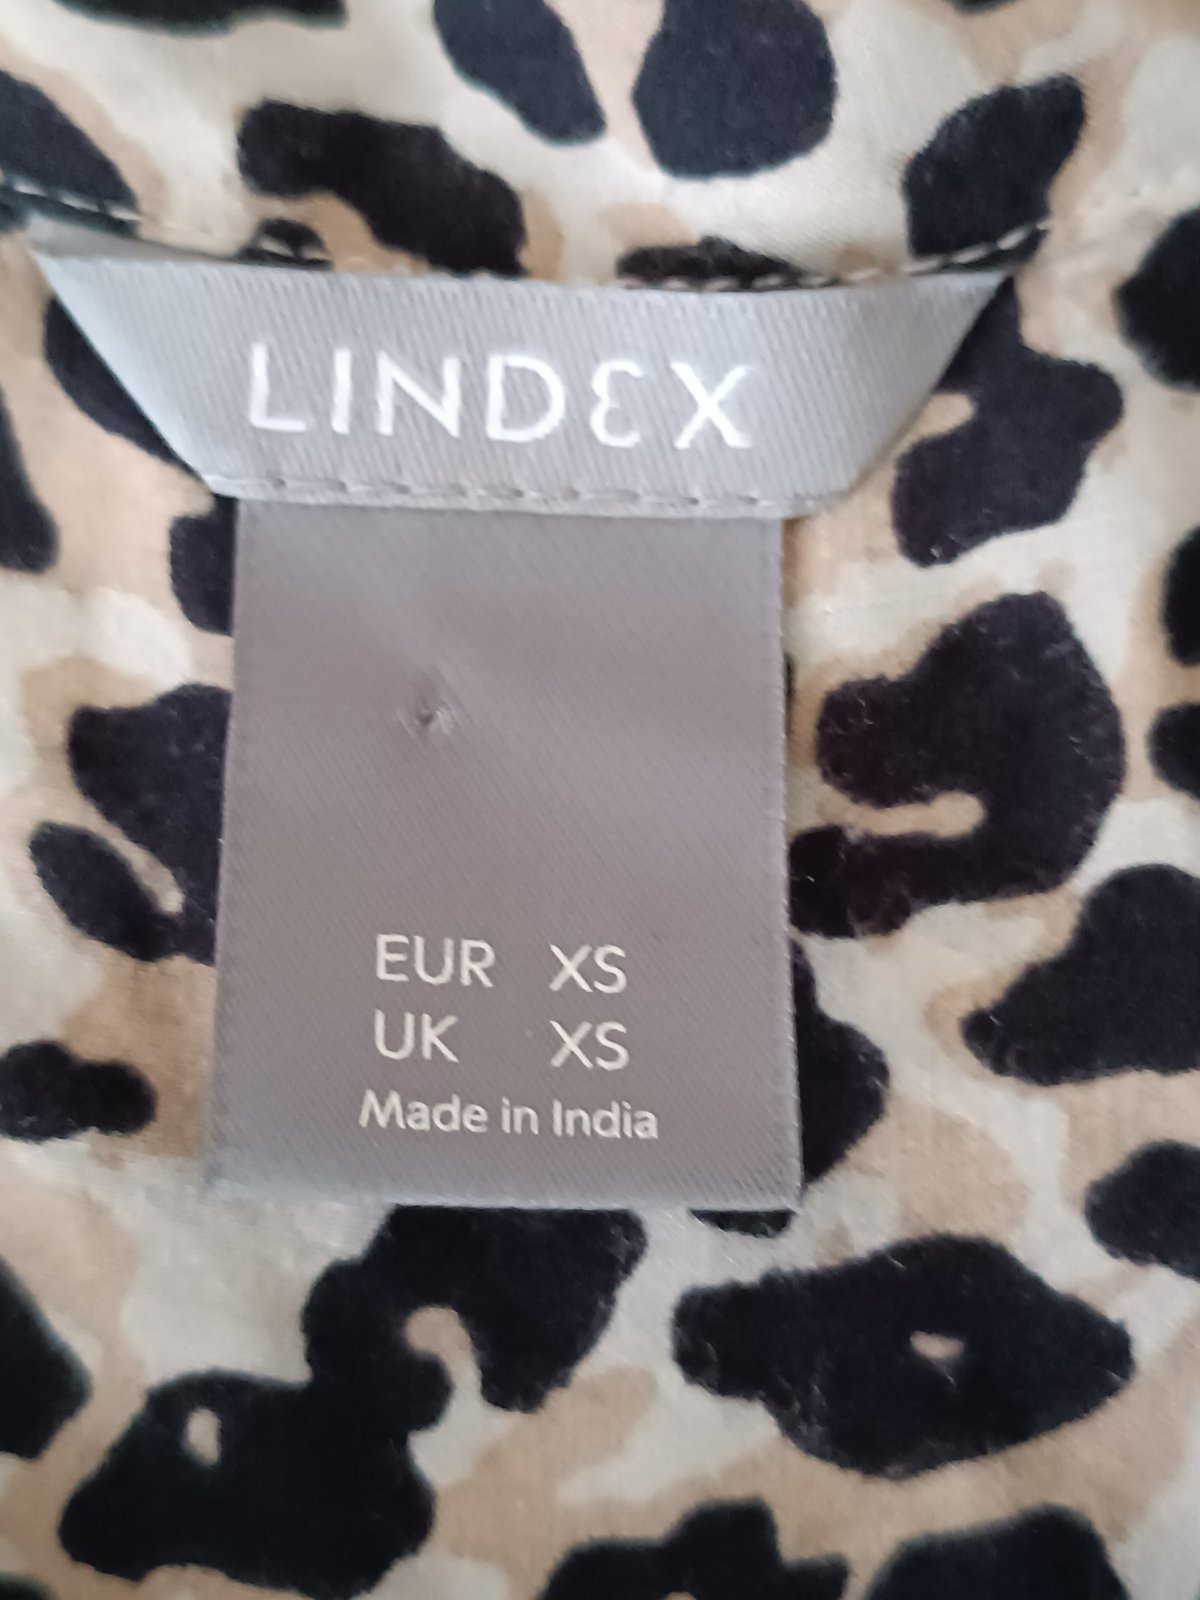 LINDEX
EUR XS
UK XS
Made in India